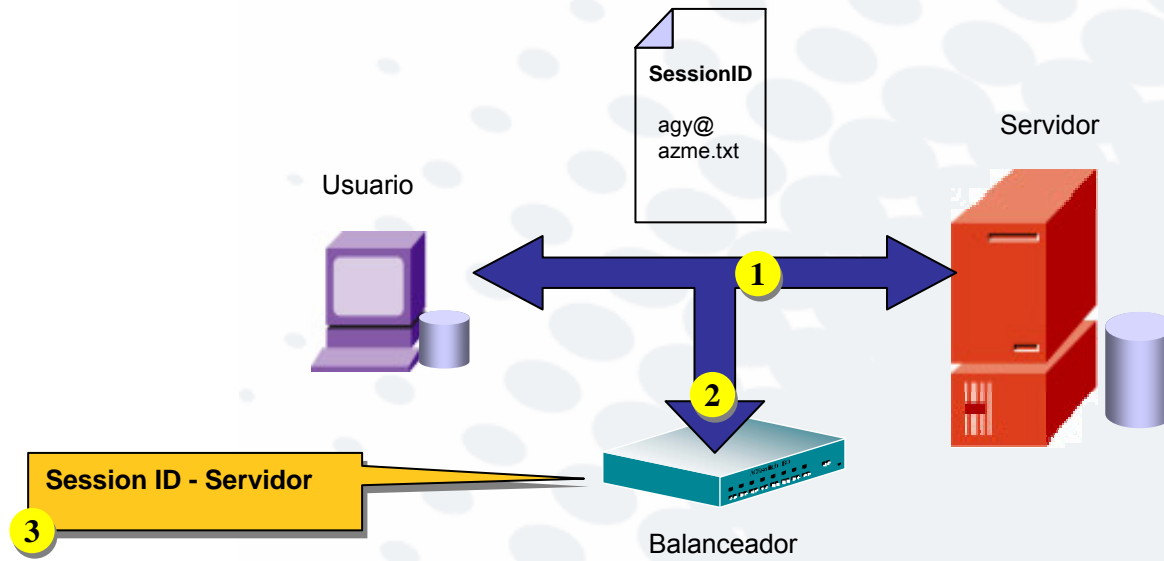 SessionID
agy@
azme.txt
Servidor
Usuario
1
2
Session ID - Servidor
3
Balanceador